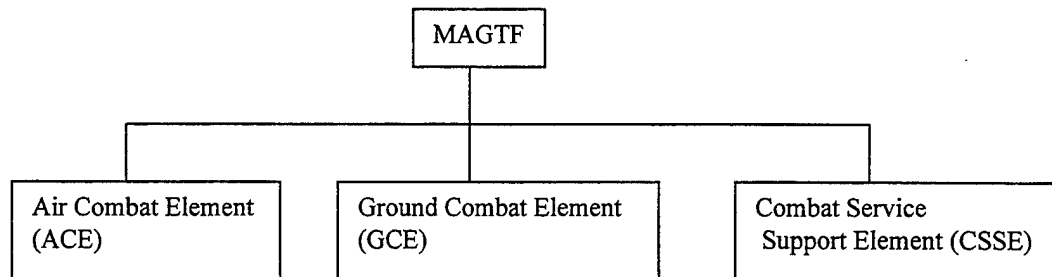 MAGTF
Air Combat Element
(ACE)
Ground Combat Element
(GCE)
Combat Service
Support Element (CSSE)